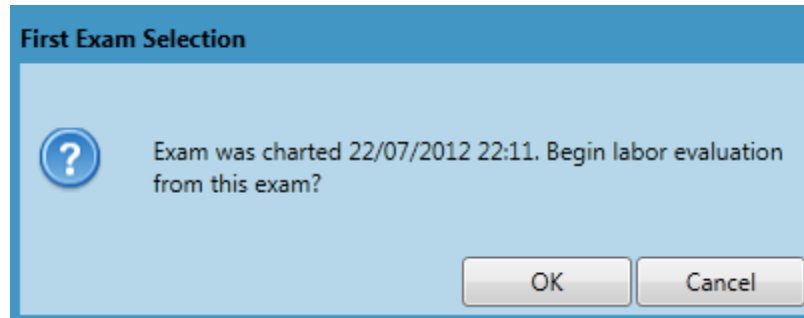 First Exam Selection
Exam was charted 22/07/2012 22:11. Begin labor evaluation
from this exam?
OK
Cancel